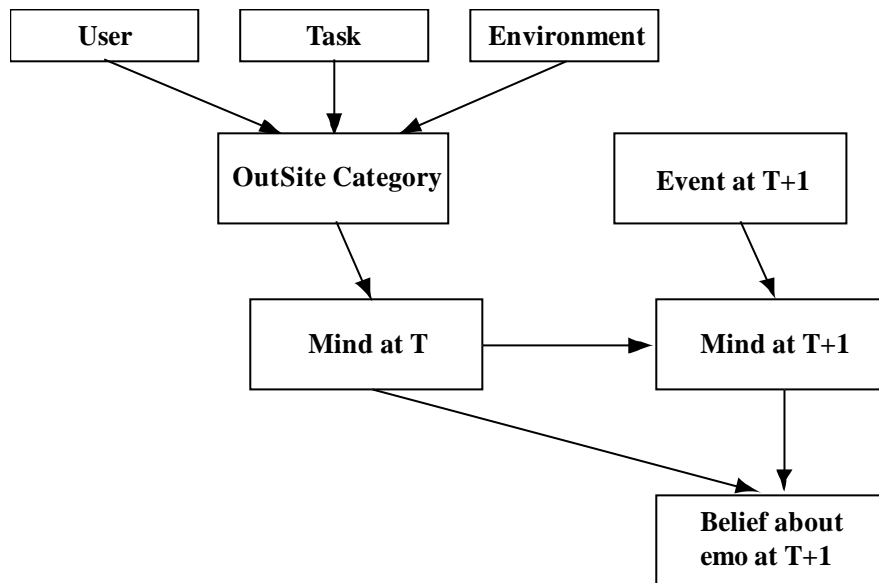 User
Task
Environment
OutSite Category
Event at T+1
Mind at T
Mind at T+1
Belief about
emo at T+1